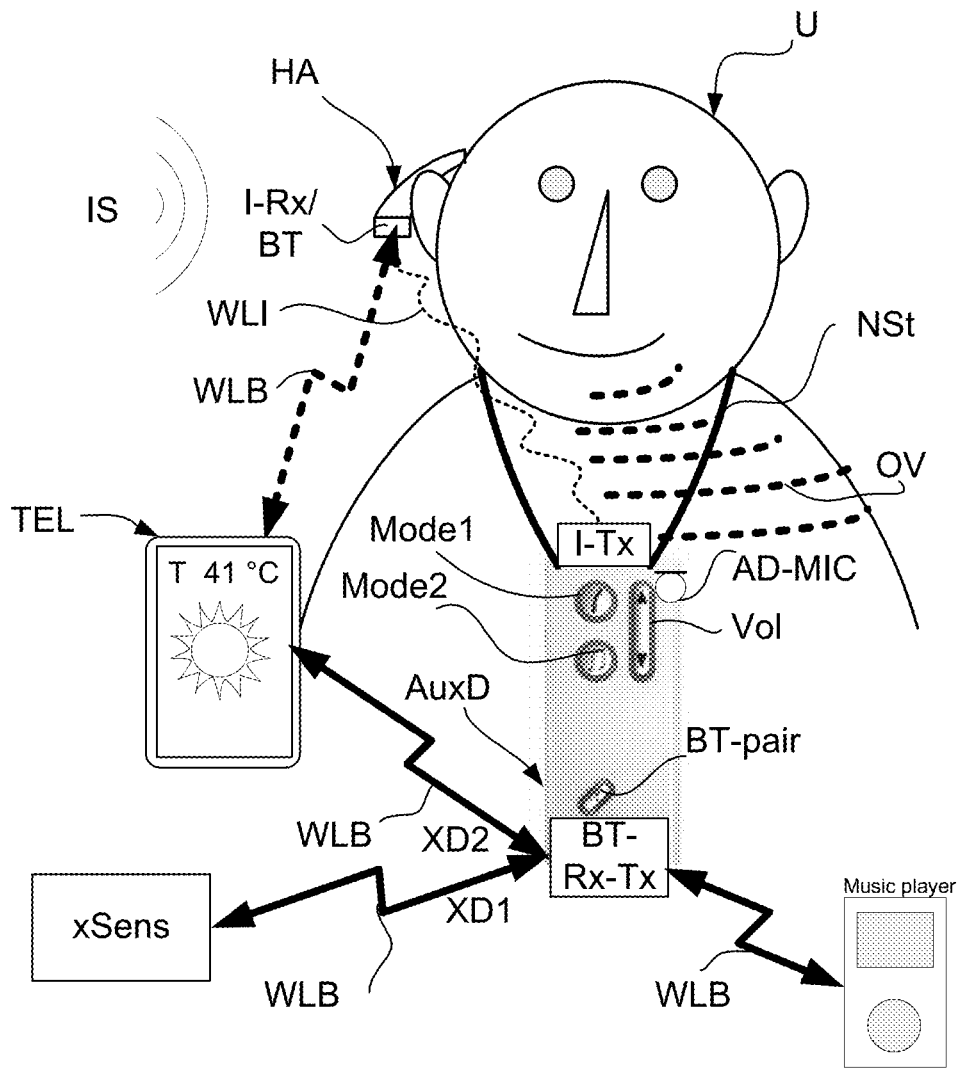 U
HA
IS
I-Rx/
BT
WLI
NSt
WLB
OV
TEL
T 41 °C
Mode1
I-Tx
AD-MIC
Mode2
Vol
AuxD
BT-pair
WLB
XD2
BT-
Rx-Tx
Music player
xSens
XD1
WLB
WLB